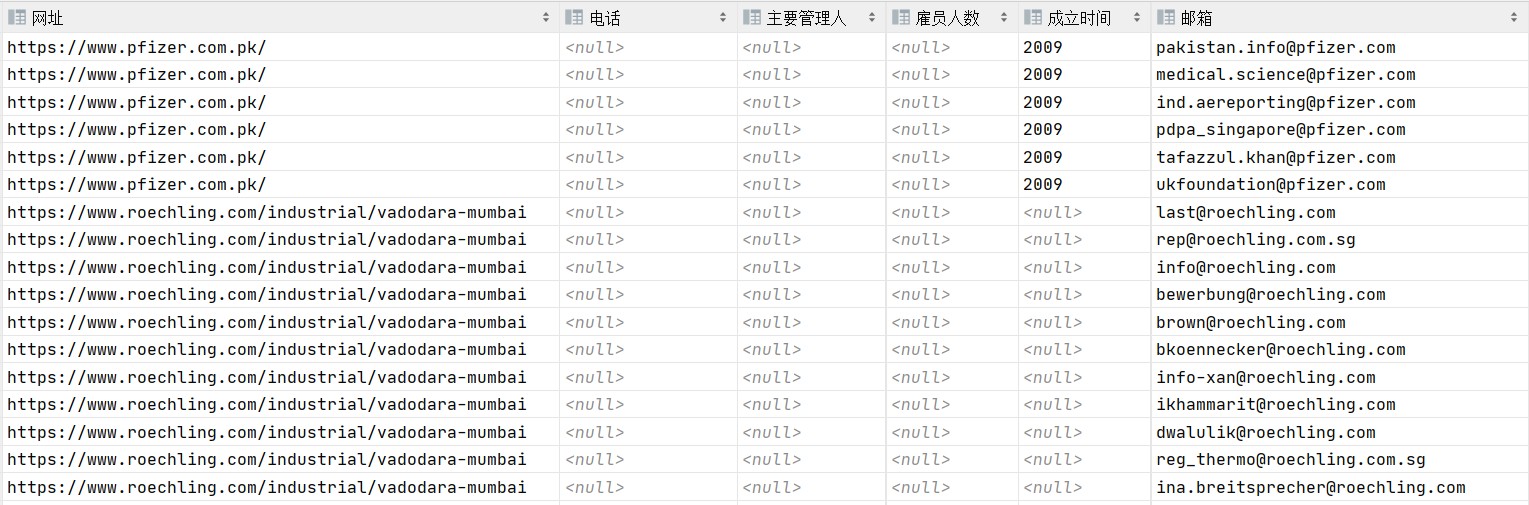 网址 电话 主要管理人 雇员人数 成立时间 邮箱
https://www.pfizer.com.pk/ <null> <null> <null> 2009 pakistan.info@pfizer.com
https://www.pfizer.com.pk/ <null> <null> <null> 2009 medical.science@pfizer.com
https://www.pfizer.com.pk/ <null> <null> <null> 2009 ind.aereporting@pfizer.com
https://www.pfizer.com.pk/ <null> <null> <null> 2009 pdpa_singapore@pfizer.com
https://www.pfizer.com.pk/ <null> <null> <null> 2009 tafazzul.khan@pfizer.com
https://www.pfizer.com.pk/ <null> <null> <null> 2009 ukfoundation@pfizer.com
https://www.roechling.com/industrial/vadodara-mumbai <null> <null> <null> <null> last@roechling.com
https://www.roechling.com/industrial/vadodara-mumbai <null> <null> <null> <null> rep@roechling.com.sg
https://www.roechling.com/industrial/vadodara-mumbai <null> <null> <null> <null> info@roechling.com
https://www.roechling.com/industrial/vadodara-mumbai <null> <null> <null> <null> bewerbung@roechling.com
https://www.roechling.com/industrial/vadodara-mumbai <null> <null> <null> <null> brown@roechling.com
https://www.roechling.com/industrial/vadodara-mumbai <null> <null> <null> <null> bkoennecker@roechling.com
https://www.roechling.com/industrial/vadodara-mumbai <null> <null> <null> <null> info-xan@roechling.com
https://www.roechling.com/industrial/vadodara-mumbai <null> <null> <null> <null> ikhammarit@roechling.com
https://www.roechling.com/industrial/vadodara-mumbai <null> <null> <null> <null> dwalulik@roechling.com
https://www.roechling.com/industrial/vadodara-mumbai <null> <null> <null> <null> reg_thermo@roechling.com.sg
https://www.roechling.com/industrial/vadodara-mumbai <null> <null> <null> <null> ina.breitsprecher@roechling.com